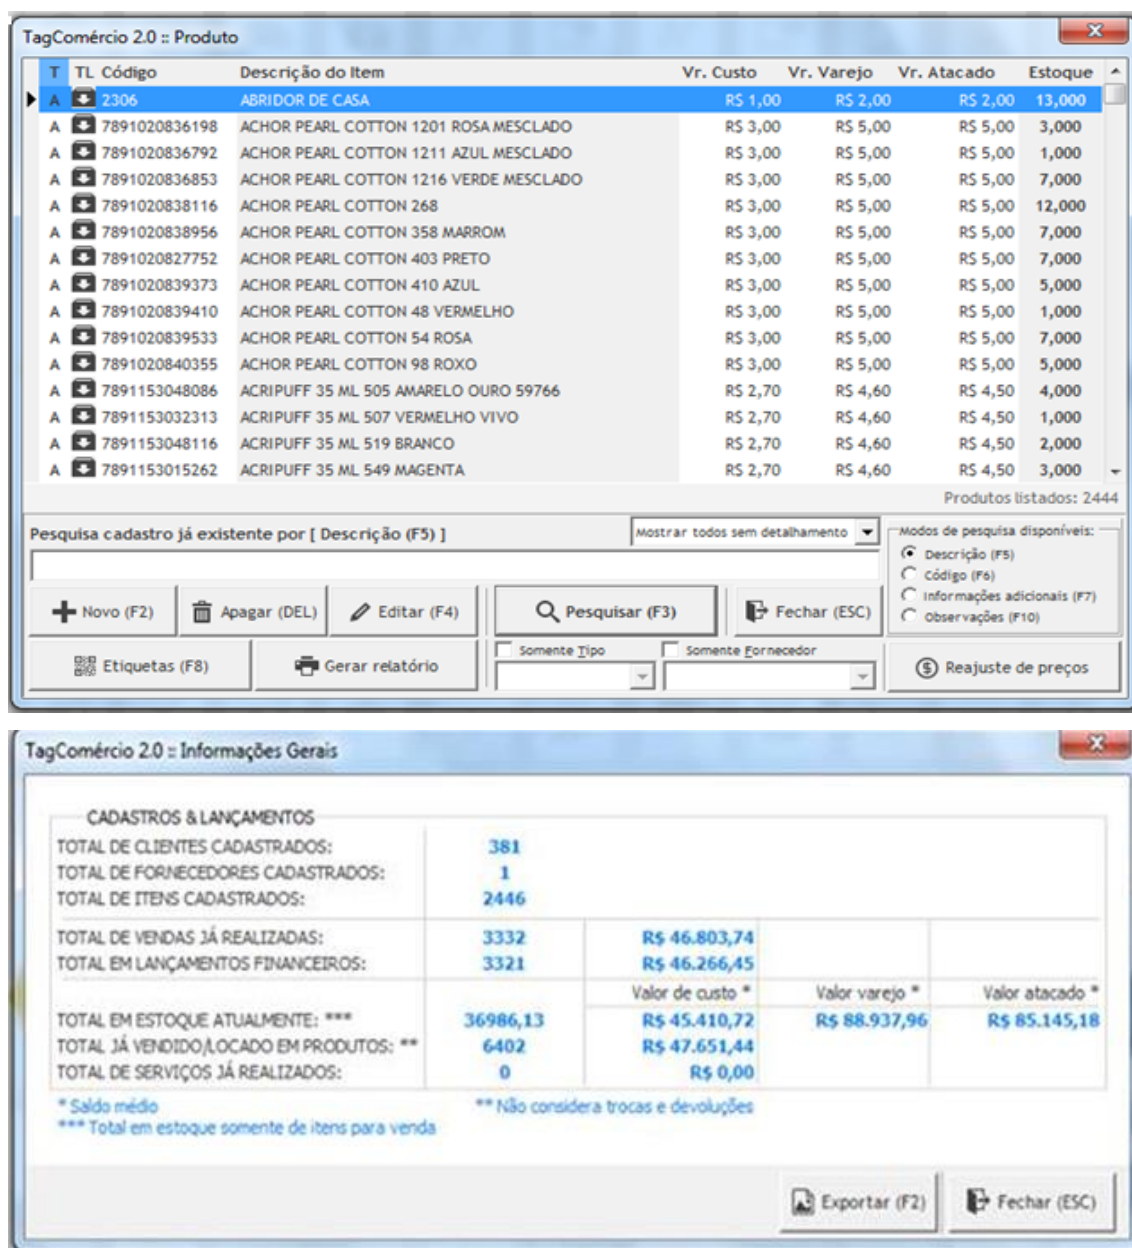 TagComércio 2.0 :: Produto
T TL Código Descrição do Item Vr. Custo Vr. Varejo Vr. Atacado Estoque
A 2306 ABRIDOR DE CASA R$ 1,00 R$ 2,00 R$ 2,00 13,000
A 7891020836198 ACHOR PEARL COTTON 1201 ROSA MESCLADO R$ 3,00 R$ 5,00 R$ 5,00 3,000
A 7891020836792 ACHOR PEARL COTTON 1211 AZUL MESCLADO R$ 3,00 R$ 5,00 R$ 5,00 1,000
A 7891020836853 ACHOR PEARL COTTON 1216 VERDE MESCLADO R$ 3,00 R$ 5,00 R$ 5,00 7,000
A 7891020838116 ACHOR PEARL COTTON 268 R$ 3,00 R$ 5,00 R$ 5,00 12,000
A 7891020838956 ACHOR PEARL COTTON 358 MARROM R$ 3,00 R$ 5,00 R$ 5,00 7,000
A 7891020827752 ACHOR PEARL COTTON 403 PRETO R$ 3,00 R$ 5,00 R$ 5,00 7,000
A 7891020839373 ACHOR PEARL COTTON 410 AZUL R$ 3,00 R$ 5,00 R$ 5,00 5,000
A 7891020839410 ACHOR PEARL COTTON 48 VERMELHO R$ 3,00 R$ 5,00 R$ 5,00 1,000
A 7891020839533 ACHOR PEARL COTTON 54 ROSA R$ 3,00 R$ 5,00 R$ 5,00 7,000
A 7891020840355 ACHOR PEARL COTTON 98 ROXO R$ 3,00 R$ 5,00 R$ 5,00 5,000
A 7891153048086 ACRIPUFF 35 ML 505 AMARELO OURO 59766 R$ 2,70 R$ 4,60 R$ 4,50 4,000
A 7891153032313 ACRIPUFF 35 ML 507 VERMELHO VIVO R$ 2,70 R$ 4,60 R$ 4,50 1,000
A 7891153048116 ACRIPUFF 35 ML 519 BRANCO R$ 2,70 R$ 4,60 R$ 4,50 2,000
A 7891153015262 ACRIPUFF 35 ML 549 MAGENTA R$ 2,70 R$ 4,60 R$ 4,50 3,000
Produtos listados: 2444
Pesquisa cadastro já existente por [ Descrição (F5) ]
Mostrar todos sem detalhamento
Modos de pesquisa disponíveis:
Descrição (F5)
Código (F6)
Informações adicionais (F7)
Observações (F10)
Novo (F2) Apagar (DEL) Editar (F4) Pesquisar (F3) Fechar (ESC)
Etiquetas (F8) Gerar relatório Somente Tipo Somente Fornecedor Reajuste de preços
TagComércio 2.0 :: Informações Gerais
CADASTROS & LANÇAMENTOS
TOTAL DE CLIENTES CADASTRADOS: 381
TOTAL DE FORNECEDORES CADASTRADOS: 1
TOTAL DE ITENS CADASTRADOS: 2446
TOTAL DE VENDAS JÁ REALIZADAS: 3332 R$ 46.803,74
TOTAL EM LANÇAMENTOS FINANCEIROS: 3321 R$ 46.266,45
Valor de custo * Valor varejo * Valor atacado *
TOTAL EM ESTOQUE ATUALMENTE: *** 36986,13 R$ 45.410,72 R$ 88.937,96 R$ 85.145,18
TOTAL JÁ VENDIDO/LOCADO EM PRODUTOS: ** 6402 R$ 47.651,44
TOTAL DE SERVIÇOS JÁ REALIZADOS: 0 R$ 0,00
* Saldo médio ** Não considera trocas e devoluções
*** Total em estoque somente de itens para venda
Exportar (F2) Fechar (ESC)